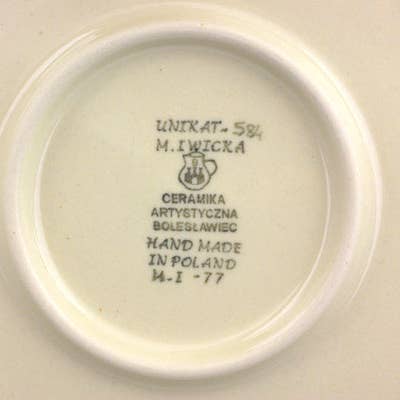 UNIKAT-584
M.IWICKA
CERAMIKA
ARTYSTYCZNA
BOLESŁAWIEC
HAND MADE
IN POLAND
-I -77